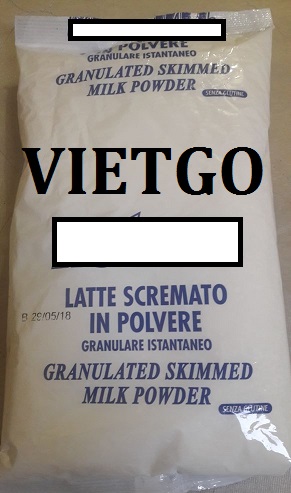 POLVERE
GRANULARE ISTANTANEO
GRANULATED SKIMMED
MILK POWDER
SENZA GLUTINE
VIETGO
LATTE SCREMATO
B 29/05/18
IN POLVERE
GRANULARE ISTANTANEO
GRANULATED SKIMMED
MILK POWDER
SENZA GLUTINE